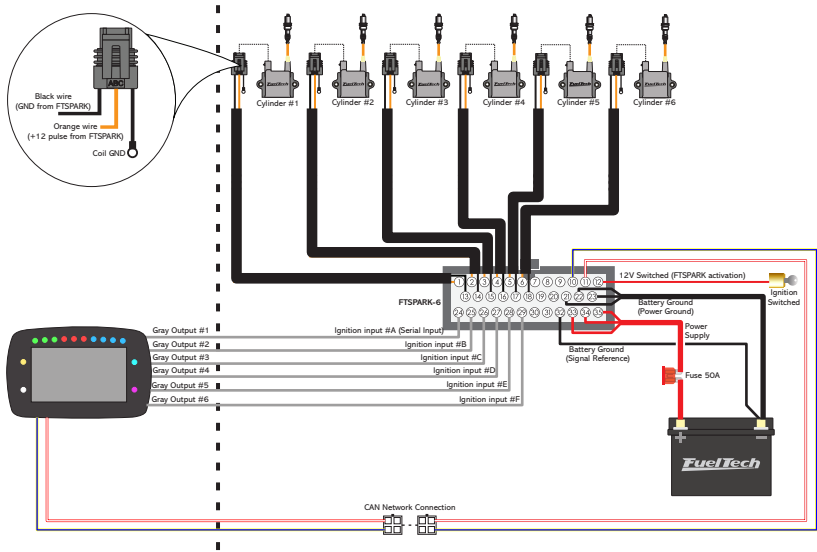 ABC
Black wire
(GND from FTSPARK)
Orange wire
(+12 pulse from FTSPARK)
Coil GND
FuelTech
FuelTech
FuelTech
FuelTech
FuelTech
FuelTech
Cylinder #1
Cylinder #2
Cylinder #3
Cylinder #4
Cylinder #5
Cylinder #6
FTSPARK-6
1 2 3 4 5 6 7 8 9 10 11 12
13 14 15 16 17 18 19 20 21 22 23
24 25 26 27 28 29 30 31 32 33 34 35
12V Switched (FTSPARK activation)
Ignition
Switched
Battery Ground
(Power Ground)
Power
Supply
Battery Ground
(Signal Reference)
Fuse 50A
Gray Output #1
Ignition input #A (Serial Input)
Gray Output #2
Ignition input #B
Gray Output #3
Ignition input #C
Gray Output #4
Ignition input #D
Gray Output #5
Ignition input #E
Gray Output #6
Ignition input #F
+ −
FuelTech
CAN Network Connection